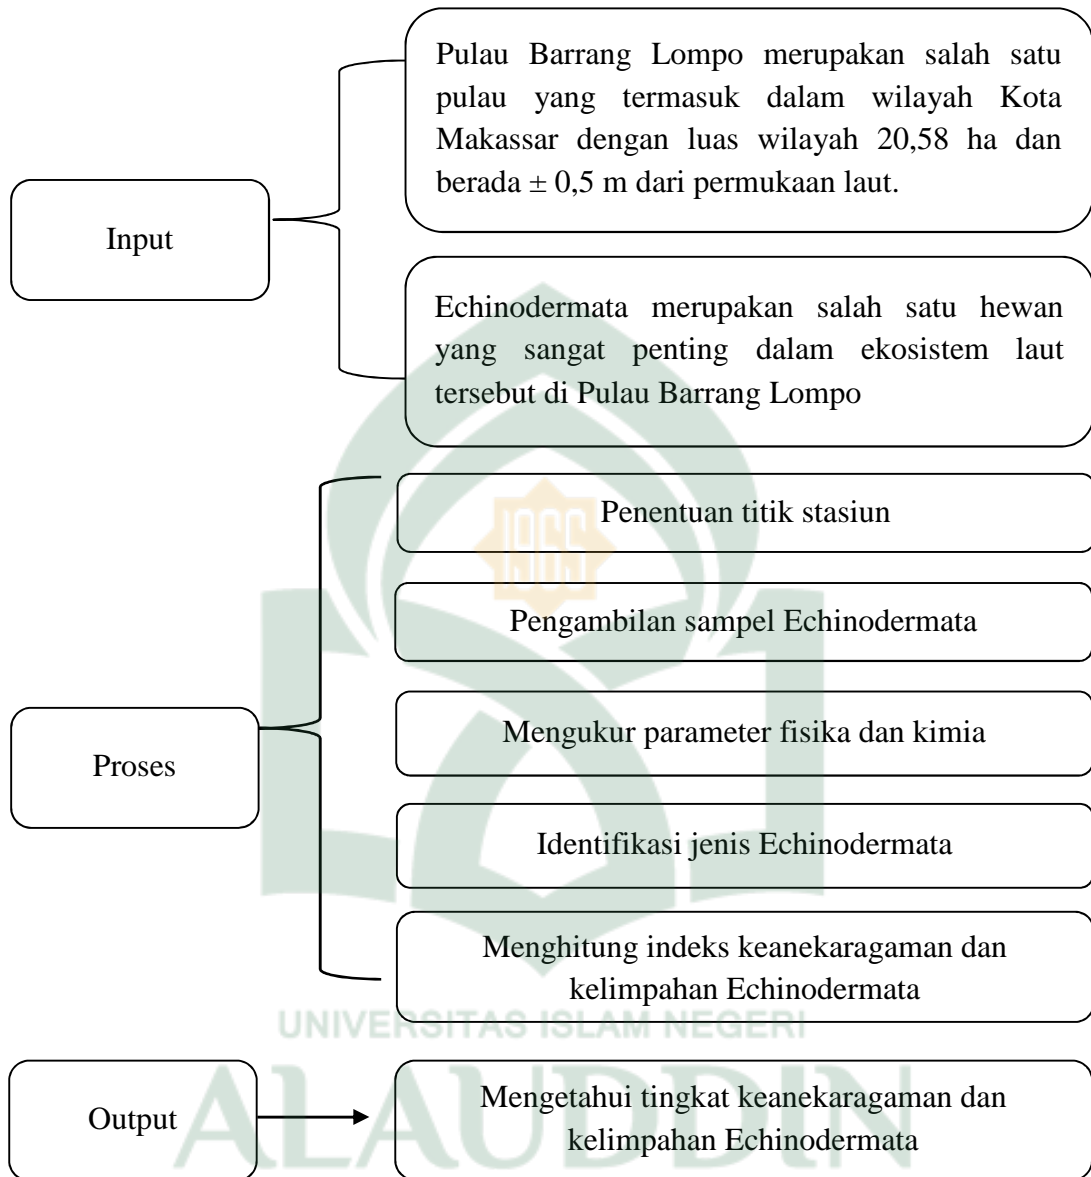 Pulau Barrang Lompo merupakan salah satu
pulau yang termasuk dalam wilayah Kota
Makassar dengan luas wilayah 20,58 ha dan
berada ± 0,5 m dari permukaan laut.
Input
Echinodermata merupakan salah satu hewan
yang sangat penting dalam ekosistem laut
tersebut di Pulau Barrang Lompo
Penentuan titik stasiun
1965
Pengambilan sampel Echinodermata
Mengukur parameter fisika dan kimia
Proses
Identifikasi jenis Echinodermata
Menghitung indeks keanekaragaman dan
kelimpahan Echinodermata
UNIVERSITAS ISLAM NEGERI
Output
Mengetahui tingkat keanekaragaman dan
kelimpahan Echinodermata
ALAUDDIN